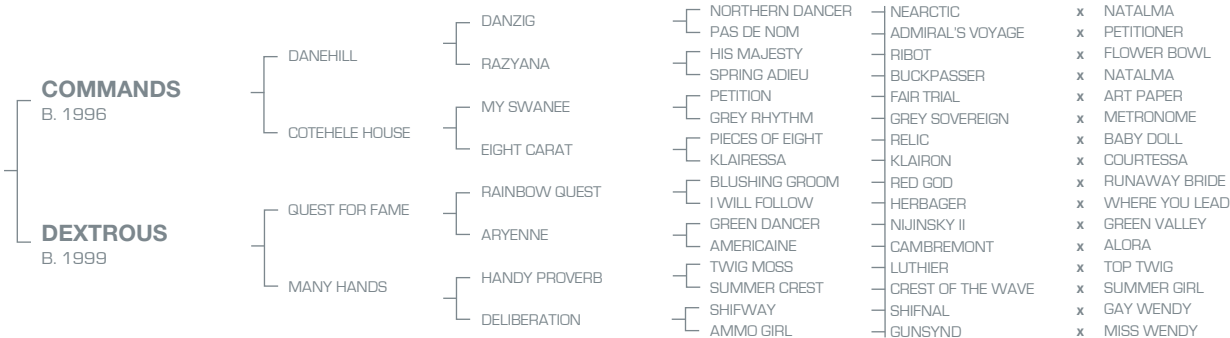 COMMANDS
B. 1996
DEXTROUS
B. 1999
DANEHILL
COTEHELE HOUSE
QUEST FOR FAME
MANY HANDS
DANZIG
RAZYANA
MY SWANEE
EIGHT CARAT
RAINBOW QUEST
ARYENNE
HANDY PROVERB
DELIBERATION
NORTHERN DANCER
PAS DE NOM
HIS MAJESTY
SPRING ADIEU
PETITION
GREY RHYTHM
PIECES OF EIGHT
KLAIRESSA
BLUSHING GROOM
I WILL FOLLOW
GREEN DANCER
AMERICAINE
TWIG MOSS
SUMMER CREST
SHIFWAY
AMMO GIRL
NEARCTIC x NATALMA
ADMIRAL'S VOYAGE x PETITIONER
RIBOT x FLOWER BOWL
BUCKPASSER x NATALMA
FAIR TRIAL x ART PAPER
GREY SOVEREIGN x METRONOME
RELIC x BABY DOLL
KLAIRON x COURTESSA
RED GOD x RUNAWAY BRIDE
HERBAGER x WHERE YOU LEAD
NIJINSKY II x GREEN VALLEY
CAMBREMONT x ALORA
LUTHIER x TOP TWIG
CREST OF THE WAVE x SUMMER GIRL
SHIFNAL x GAY WENDY
GUNSYND x MISS WENDY